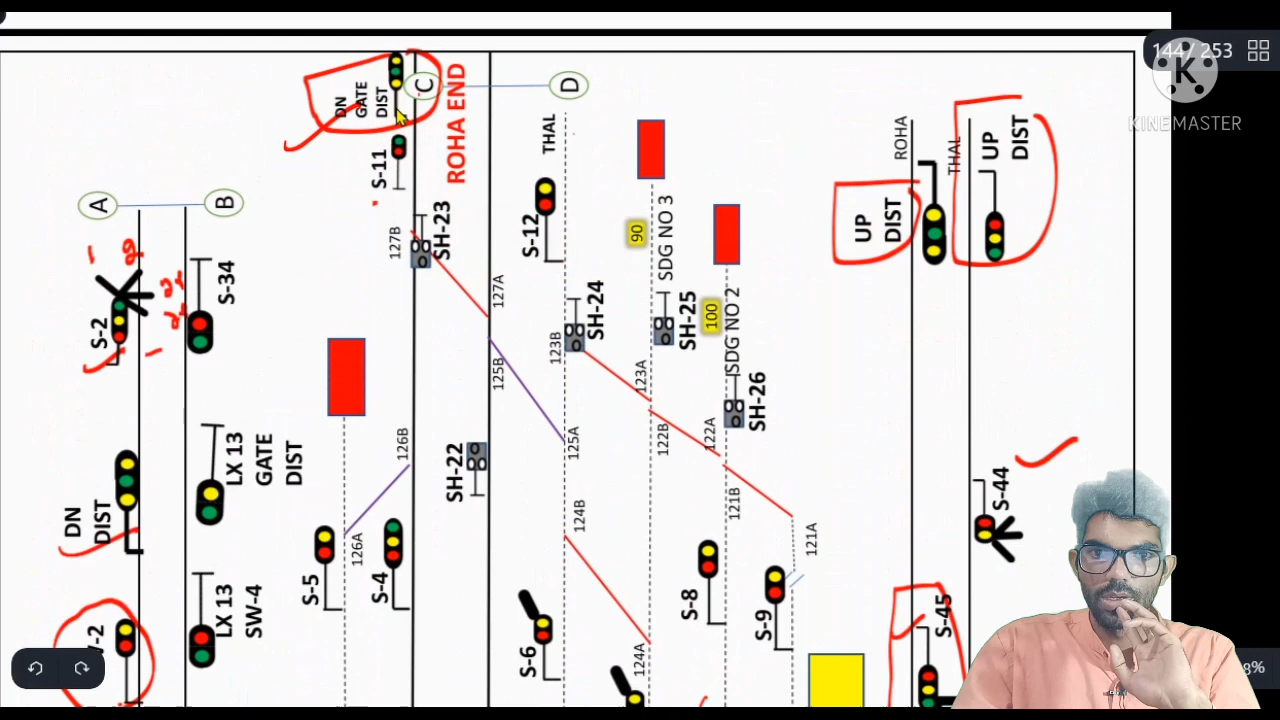 144/ 253
K
KINEMASTER
A
B
C
D
DN
GATE
DIST
S-11
ROHA END
THAL
S-12
90
SDG NO 3
100
SDG NO 2
ROHA
THAL
UP
DIST
UP
DIST
S-2
S-34
127B
SH-23
127A
SH-24
SH-25
123B
125B
123A
SH-26
DN
DIST
LX 13
GATE
DIST
126B
SH-22
125A
122B
122A
S-44
S-5
126A
S-4
124B
121B
121A
S-8
S-9
S-45
LX 13
SW-4
S-6
124A